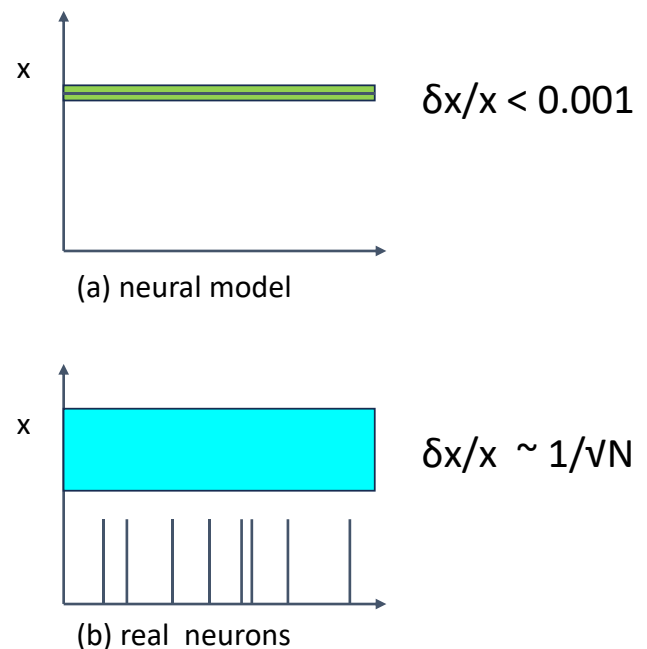 x
δx/x < 0.001
(a) neural model
x
δx/x ~ 1/√N
(b) real neurons